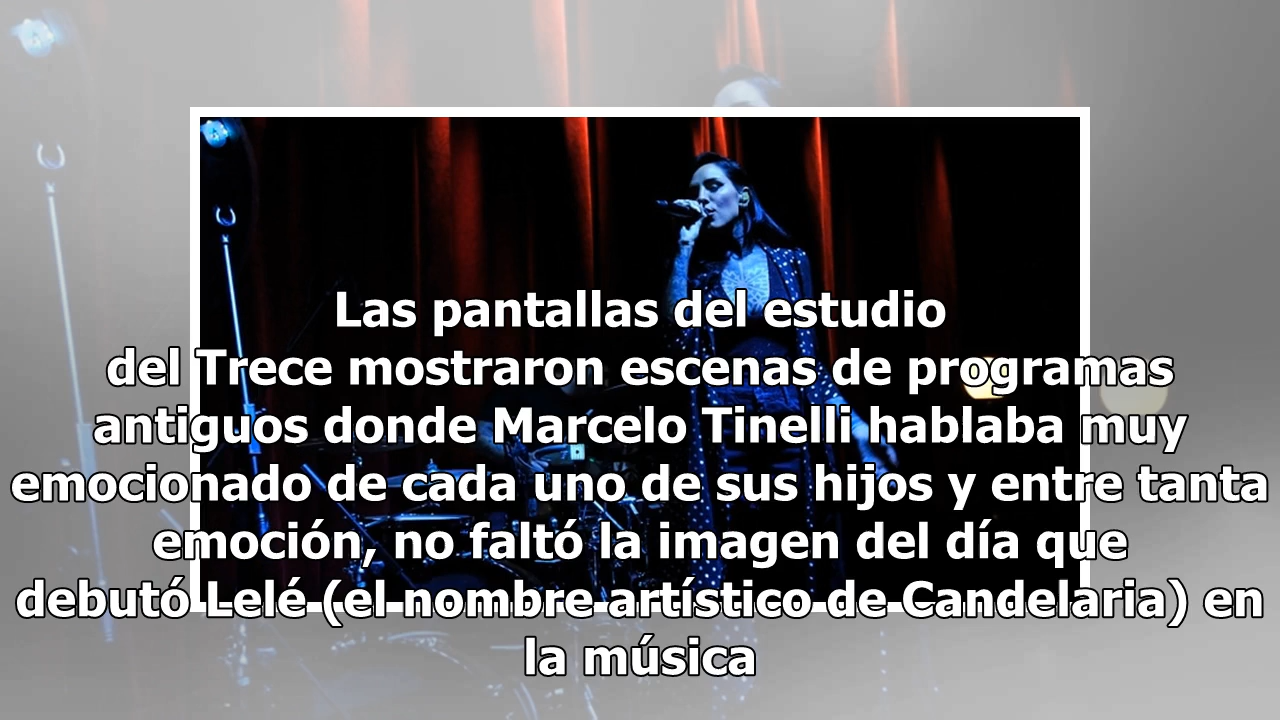 Las pantallas del estudio
del Trece mostraron escenas de programas
antiguos donde Marcelo Tinelli hablaba muy
emocionado de cada uno de sus hijos y entre tanta
emoción, no faltó la imagen del día que
debutó Lelé (el nombre artístico de Candelaria) en
la música